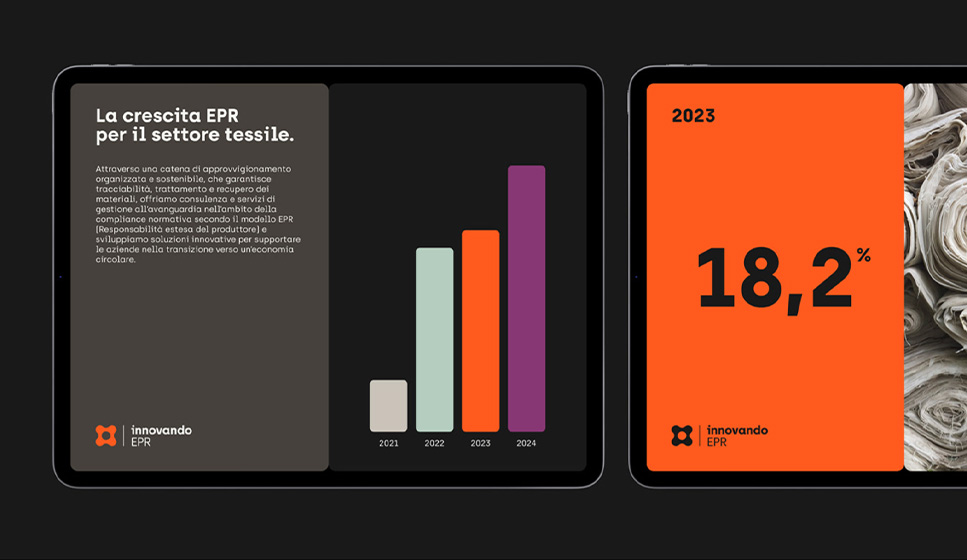 La crescita EPR
per il settore tessile.
Attraverso una catena di approvvigionamento
organizzata e sostenibile, che garantisce
tracciabilità, trattamento e recupero dei
materiali, offriamo consulenza e servizi di
gestione all'avanguardia nell'ambito della
compliance normativa secondo il modello EPR
(Responsabilità estesa del produttore) e
sviluppiamo soluzioni innovative per supportare
le aziende nella transizione verso un'economia
circolare.
innovando
EPR
2021 2022 2023 2024
2023
18,2%
innovando
EPR